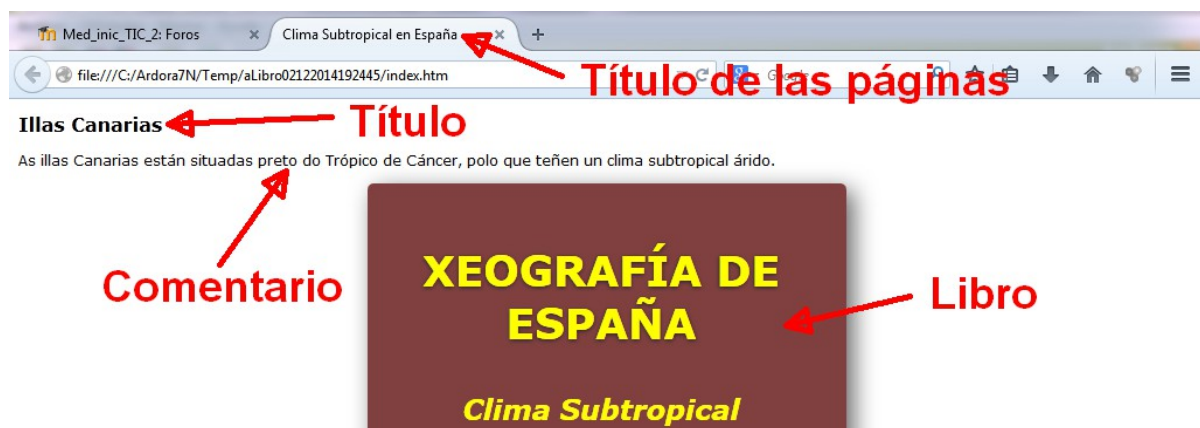 Med_inic_TIC_2: Foros
Clima Subtropical en España
file:///C:/Ardora7N/Temp/aLibro02122014192445/index.htm
Google
Título de las páginas
Illas Canarias
Título
As illas Canarias están situadas preto do Trópico de Cáncer, polo que teñen un clima subtropical árido.
Comentario
XEOGRAFÍA DE
ESPAÑA
Libro
Clima Subtropical